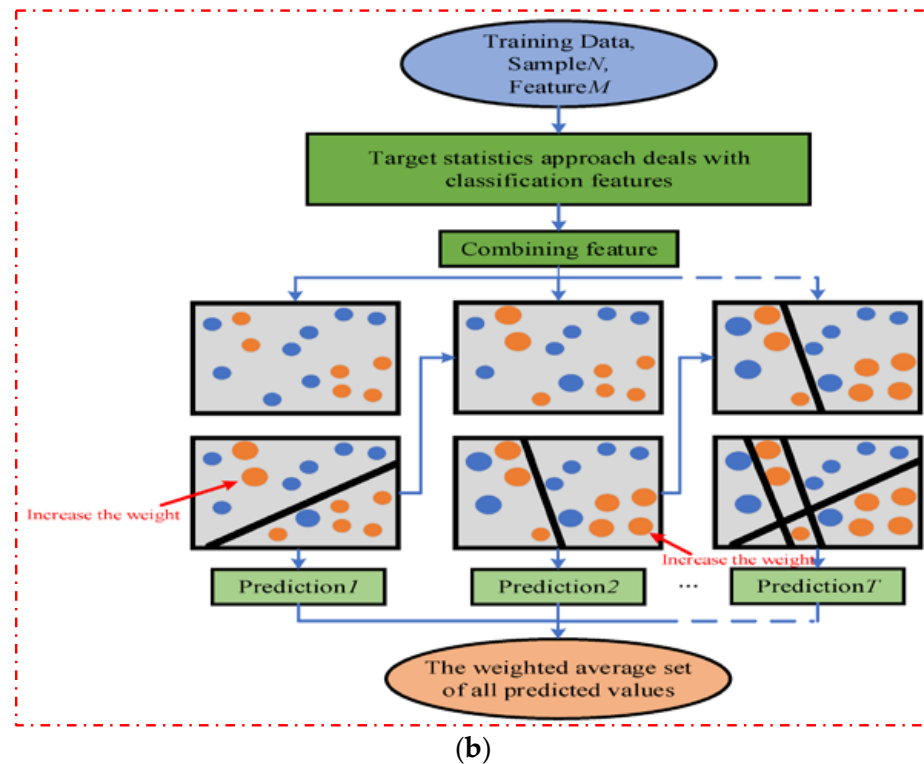 Training Data,
SampleN,
FeatureM
Target statistics approach deals with
classification features
Combining feature
Increase the weight
Increase the weight
Prediction1
Prediction2
...
PredictionT
The weighted average set
of all predicted values
(b)